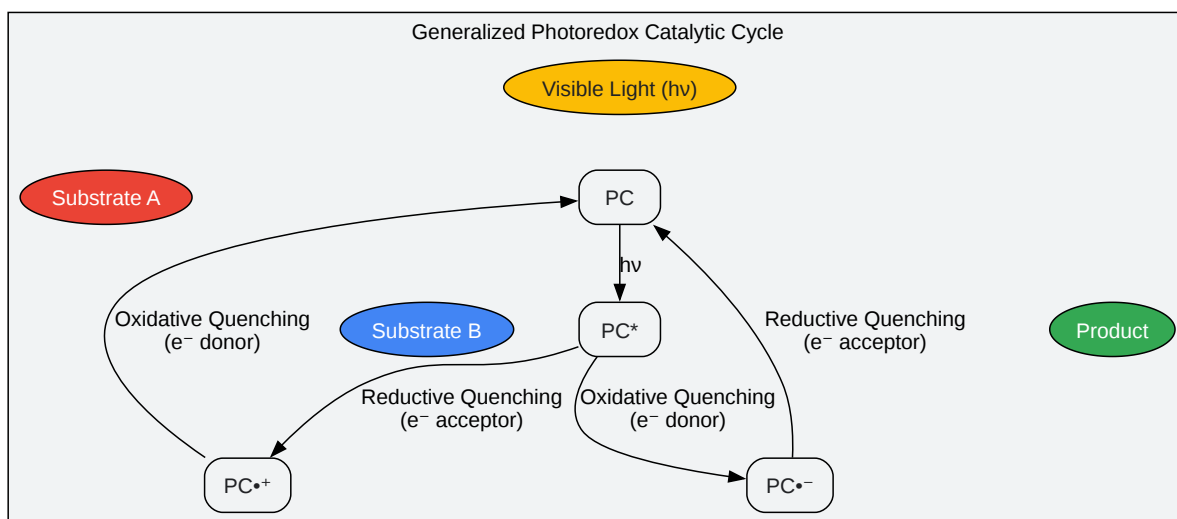 Generalized Photoredox Catalytic Cycle
Visible Light (hν)
Substrate A
PC
hν
Oxidative Quenching
(e⁻ donor)
Substrate B
PC*
Reductive Quenching
(e⁻ acceptor)
Product
Reductive Quenching
(e⁻ acceptor)
Oxidative Quenching
(e⁻ donor)
PC•⁺
PC•⁻